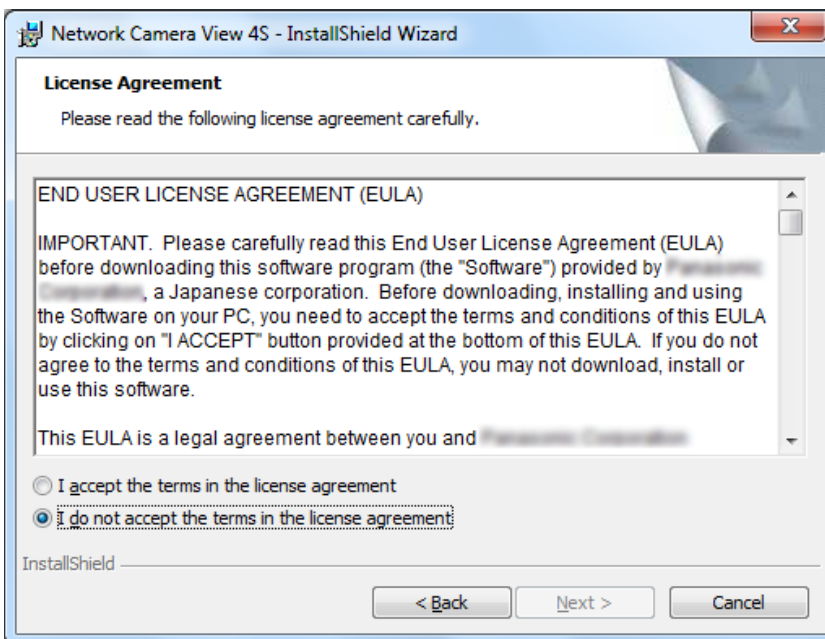 Network Camera View 4S - InstallShield Wizard
License Agreement
Please read the following license agreement carefully.
END USER LICENSE AGREEMENT (EULA)
IMPORTANT.  Please carefully read this End User License Agreement (EULA)
before downloading this software program (the "Software") provided by
, a Japanese corporation.  Before downloading, installing and using
the Software on your PC, you need to accept the terms and conditions of this EULA
by clicking on "I ACCEPT" button provided at the bottom of this EULA.  If you do not
agree to the terms and conditions of this EULA, you may not download, install or
use this software.
This EULA is a legal agreement between you and
I accept the terms in the license agreement
I do not accept the terms in the license agreement
InstallShield
< Back
Next >
Cancel